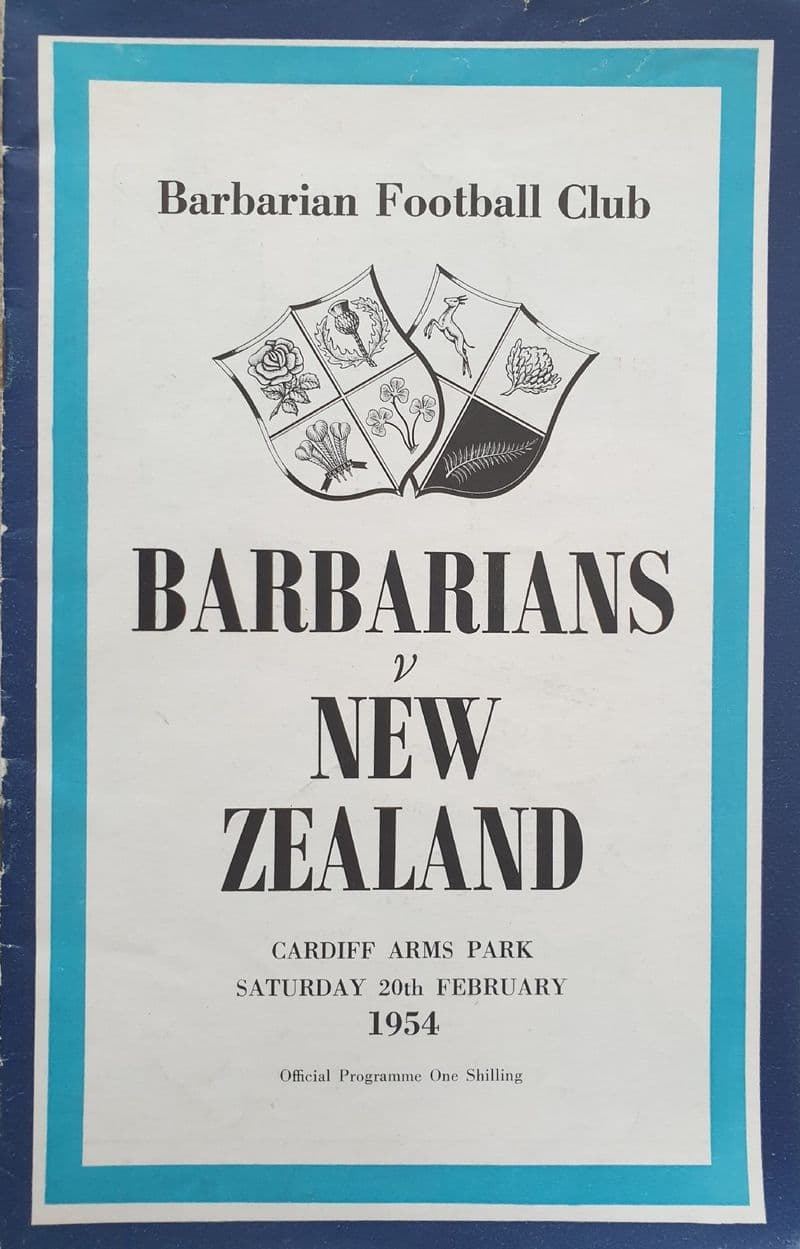 Barbarian Football Club
BARBARIANS
v
NEW
ZEALAND
CARDIFF ARMS PARK
SATURDAY 20th FEBRUARY
1954
Official Programme One Shilling